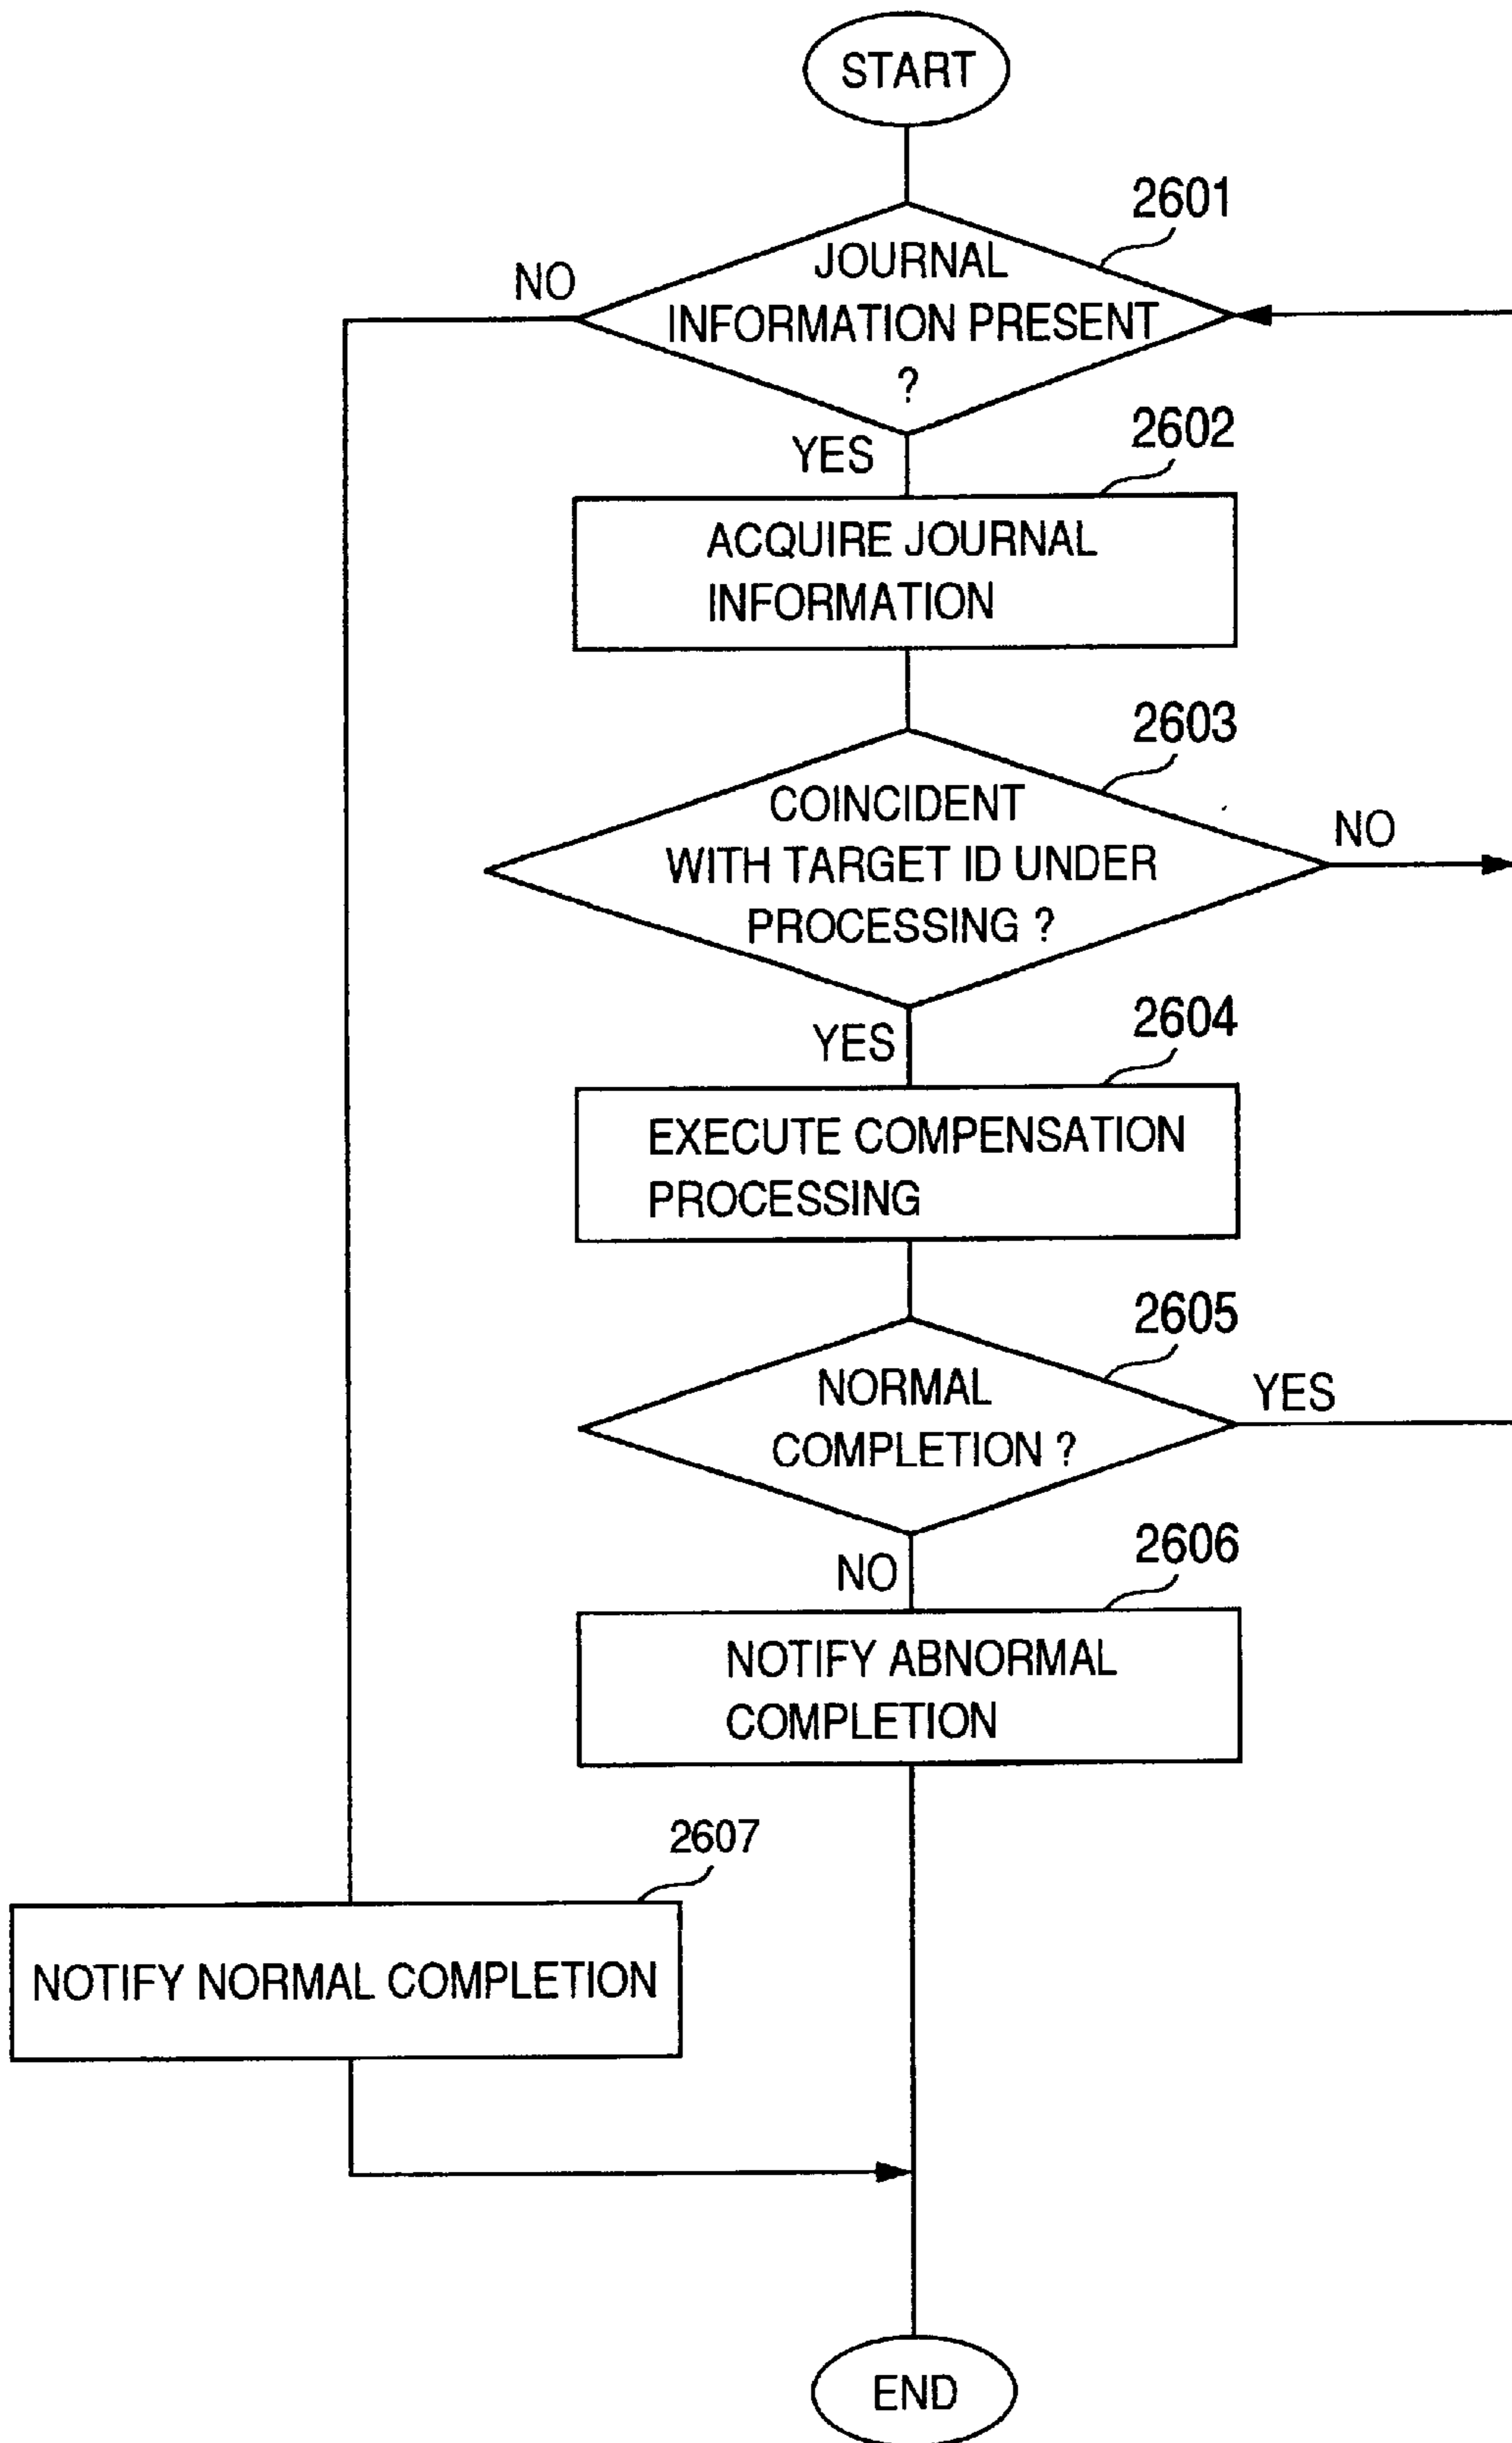 START
2601
JOURNAL
INFORMATION PRESENT
?
NO
YES
2602
ACQUIRE JOURNAL
INFORMATION
2603
COINCIDENT
WITH TARGET ID UNDER
PROCESSING ?
NO
YES
2604
EXECUTE COMPENSATION
PROCESSING
2605
NORMAL
COMPLETION ?
YES
NO
2606
NOTIFY ABNORMAL
COMPLETION
2607
NOTIFY NORMAL COMPLETION
END